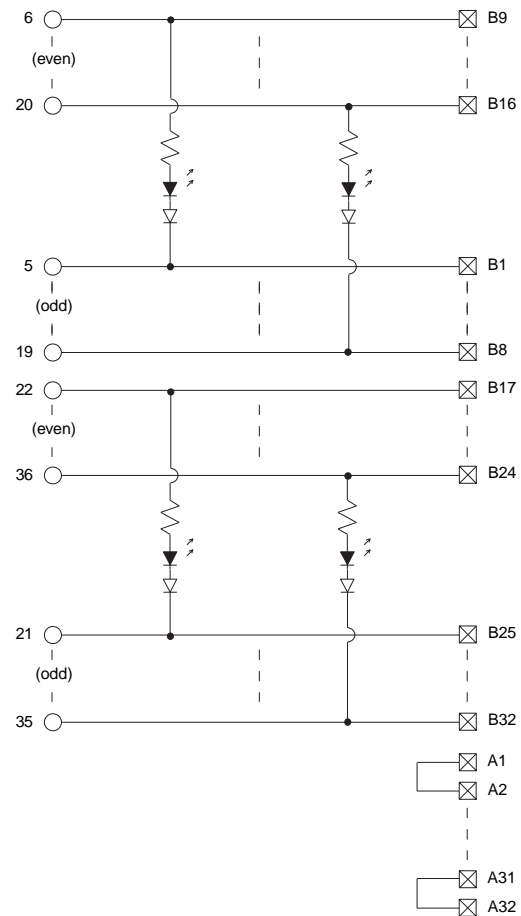 6 B9
(even)
20 B16
5 B1
(odd)
19 B8
22 B17
(even)
36 B24
21 B25
(odd)
35 B32
A1
A2
A31
A32